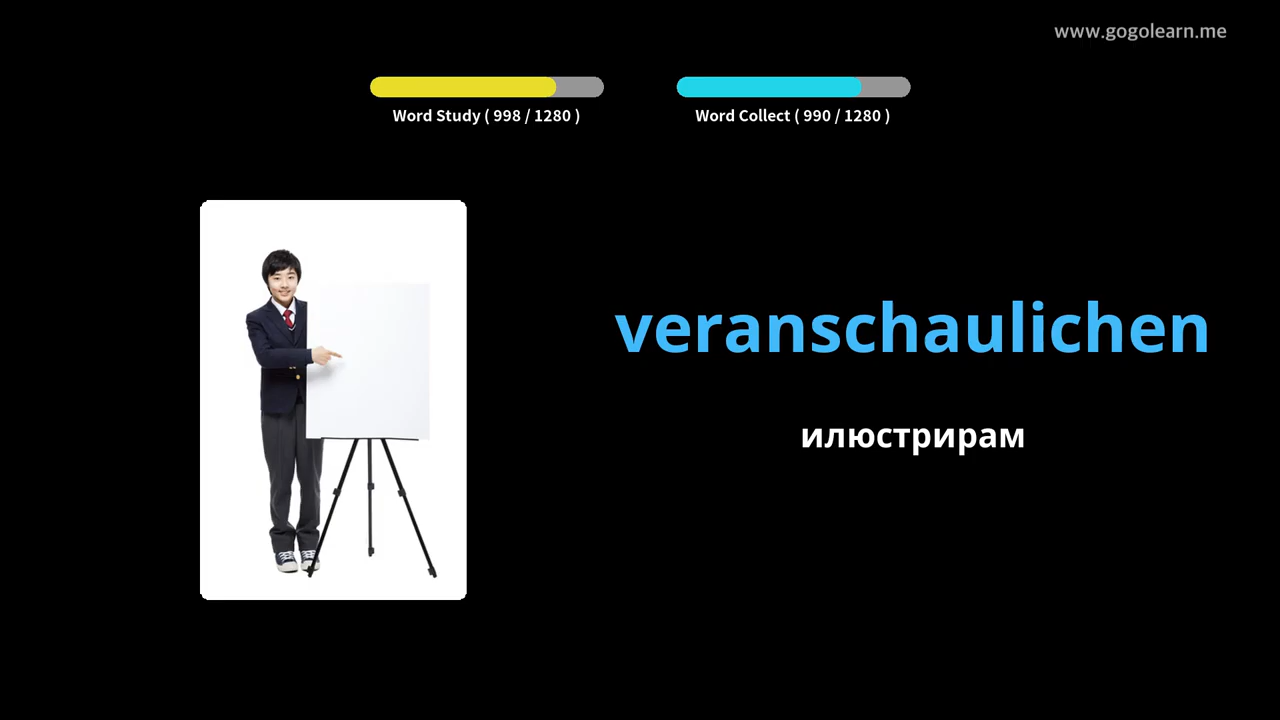 www.gogolearn.me
Word Study ( 998 / 1280 )
Word Collect ( 990 / 1280 )
veranschaulichen
илюстрирам